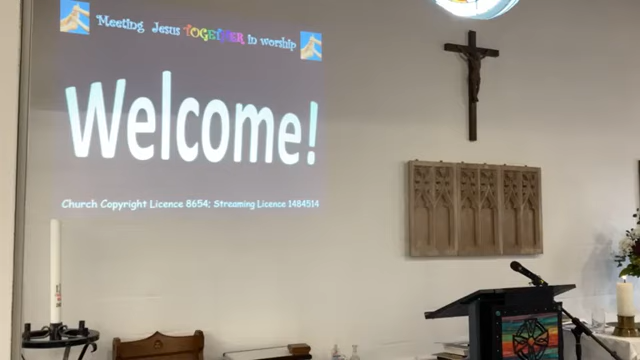 Meeting Jesus TOGETHER in worship
Welcome!
Church Copyright Licence 8654; Streaming Licence 1484514